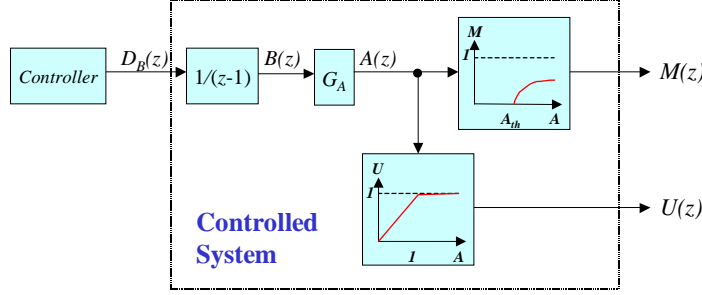 Controller
D_B(z)
1/(z-1)
B(z)
G_A
A(z)
M
1
A_th
A
M(z)
U
1
1
A
U(z)
Controlled
System